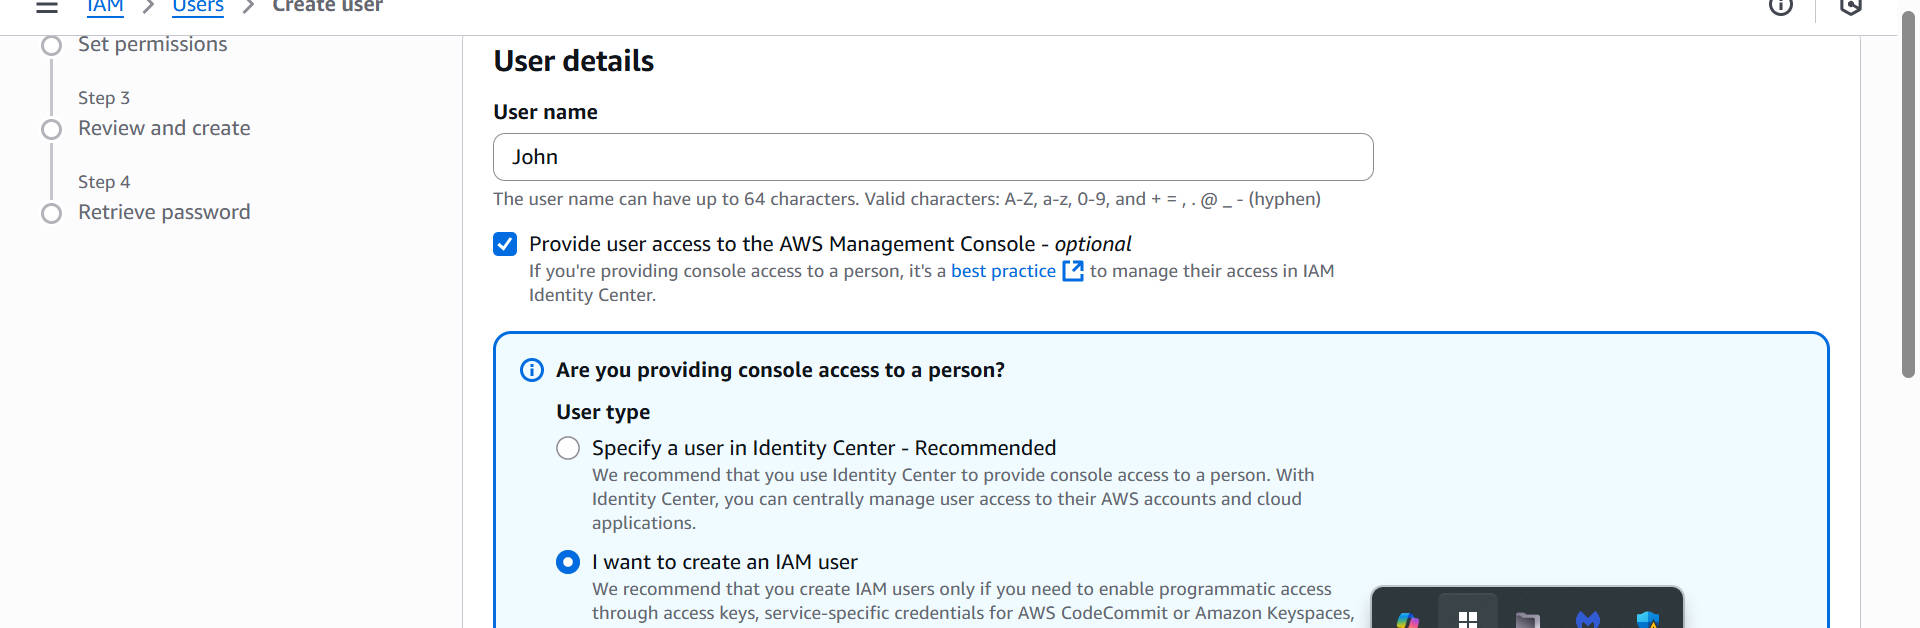 IAM > Users > Create user
Set permissions
Step 3
Review and create
Step 4
Retrieve password
User details
User name
John
The user name can have up to 64 characters. Valid characters: A-Z, a-z, 0-9, and + = , . @ _ - (hyphen)
Provide user access to the AWS Management Console - optional
If you're providing console access to a person, it's a best practice to manage their access in IAM
Identity Center.
Are you providing console access to a person?
User type
Specify a user in Identity Center - Recommended
We recommend that you use Identity Center to provide console access to a person. With
Identity Center, you can centrally manage user access to their AWS accounts and cloud
applications.
I want to create an IAM user
We recommend that you create IAM users only if you need to enable programmatic access
through access keys, service-specific credentials for AWS CodeCommit or Amazon Keyspaces,